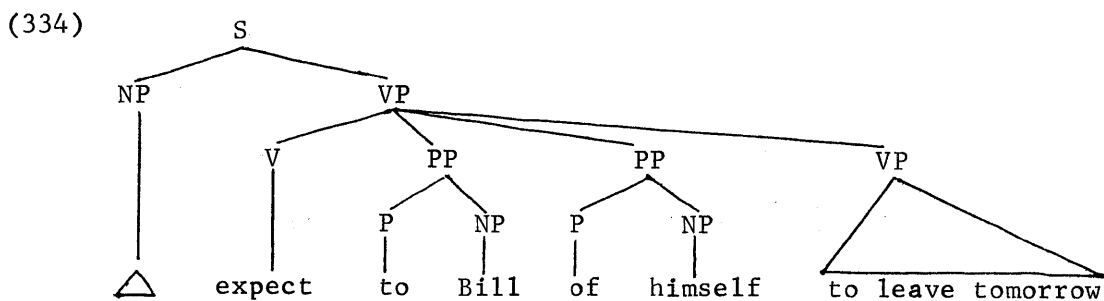 (334)
S
NP VP
V PP PP VP
P NP P NP
expect to Bill of himself to leave tomorrow